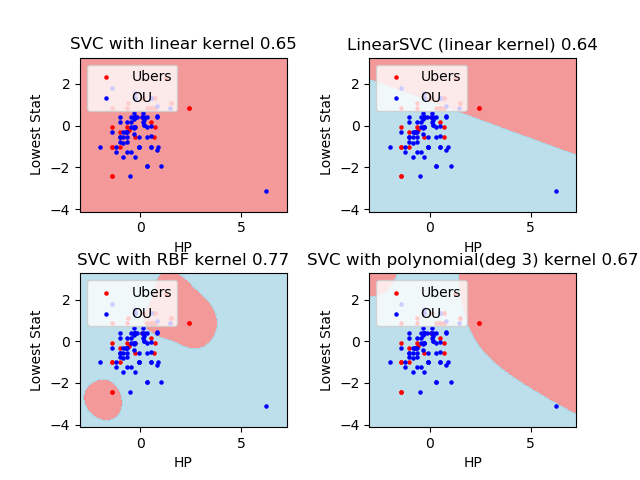 SVC with linear kernel 0.65
Ubers
OU
Lowest Stat
2
0
−2
−4
0
5
HP
LinearSVC (linear kernel) 0.64
Ubers
OU
Lowest Stat
2
0
−2
−4
0
5
HP
SVC with RBF kernel 0.77
Ubers
OU
Lowest Stat
2
0
−2
−4
0
5
HP
SVC with polynomial(deg 3) kernel 0.67
Ubers
OU
Lowest Stat
2
0
−2
−4
0
5
HP